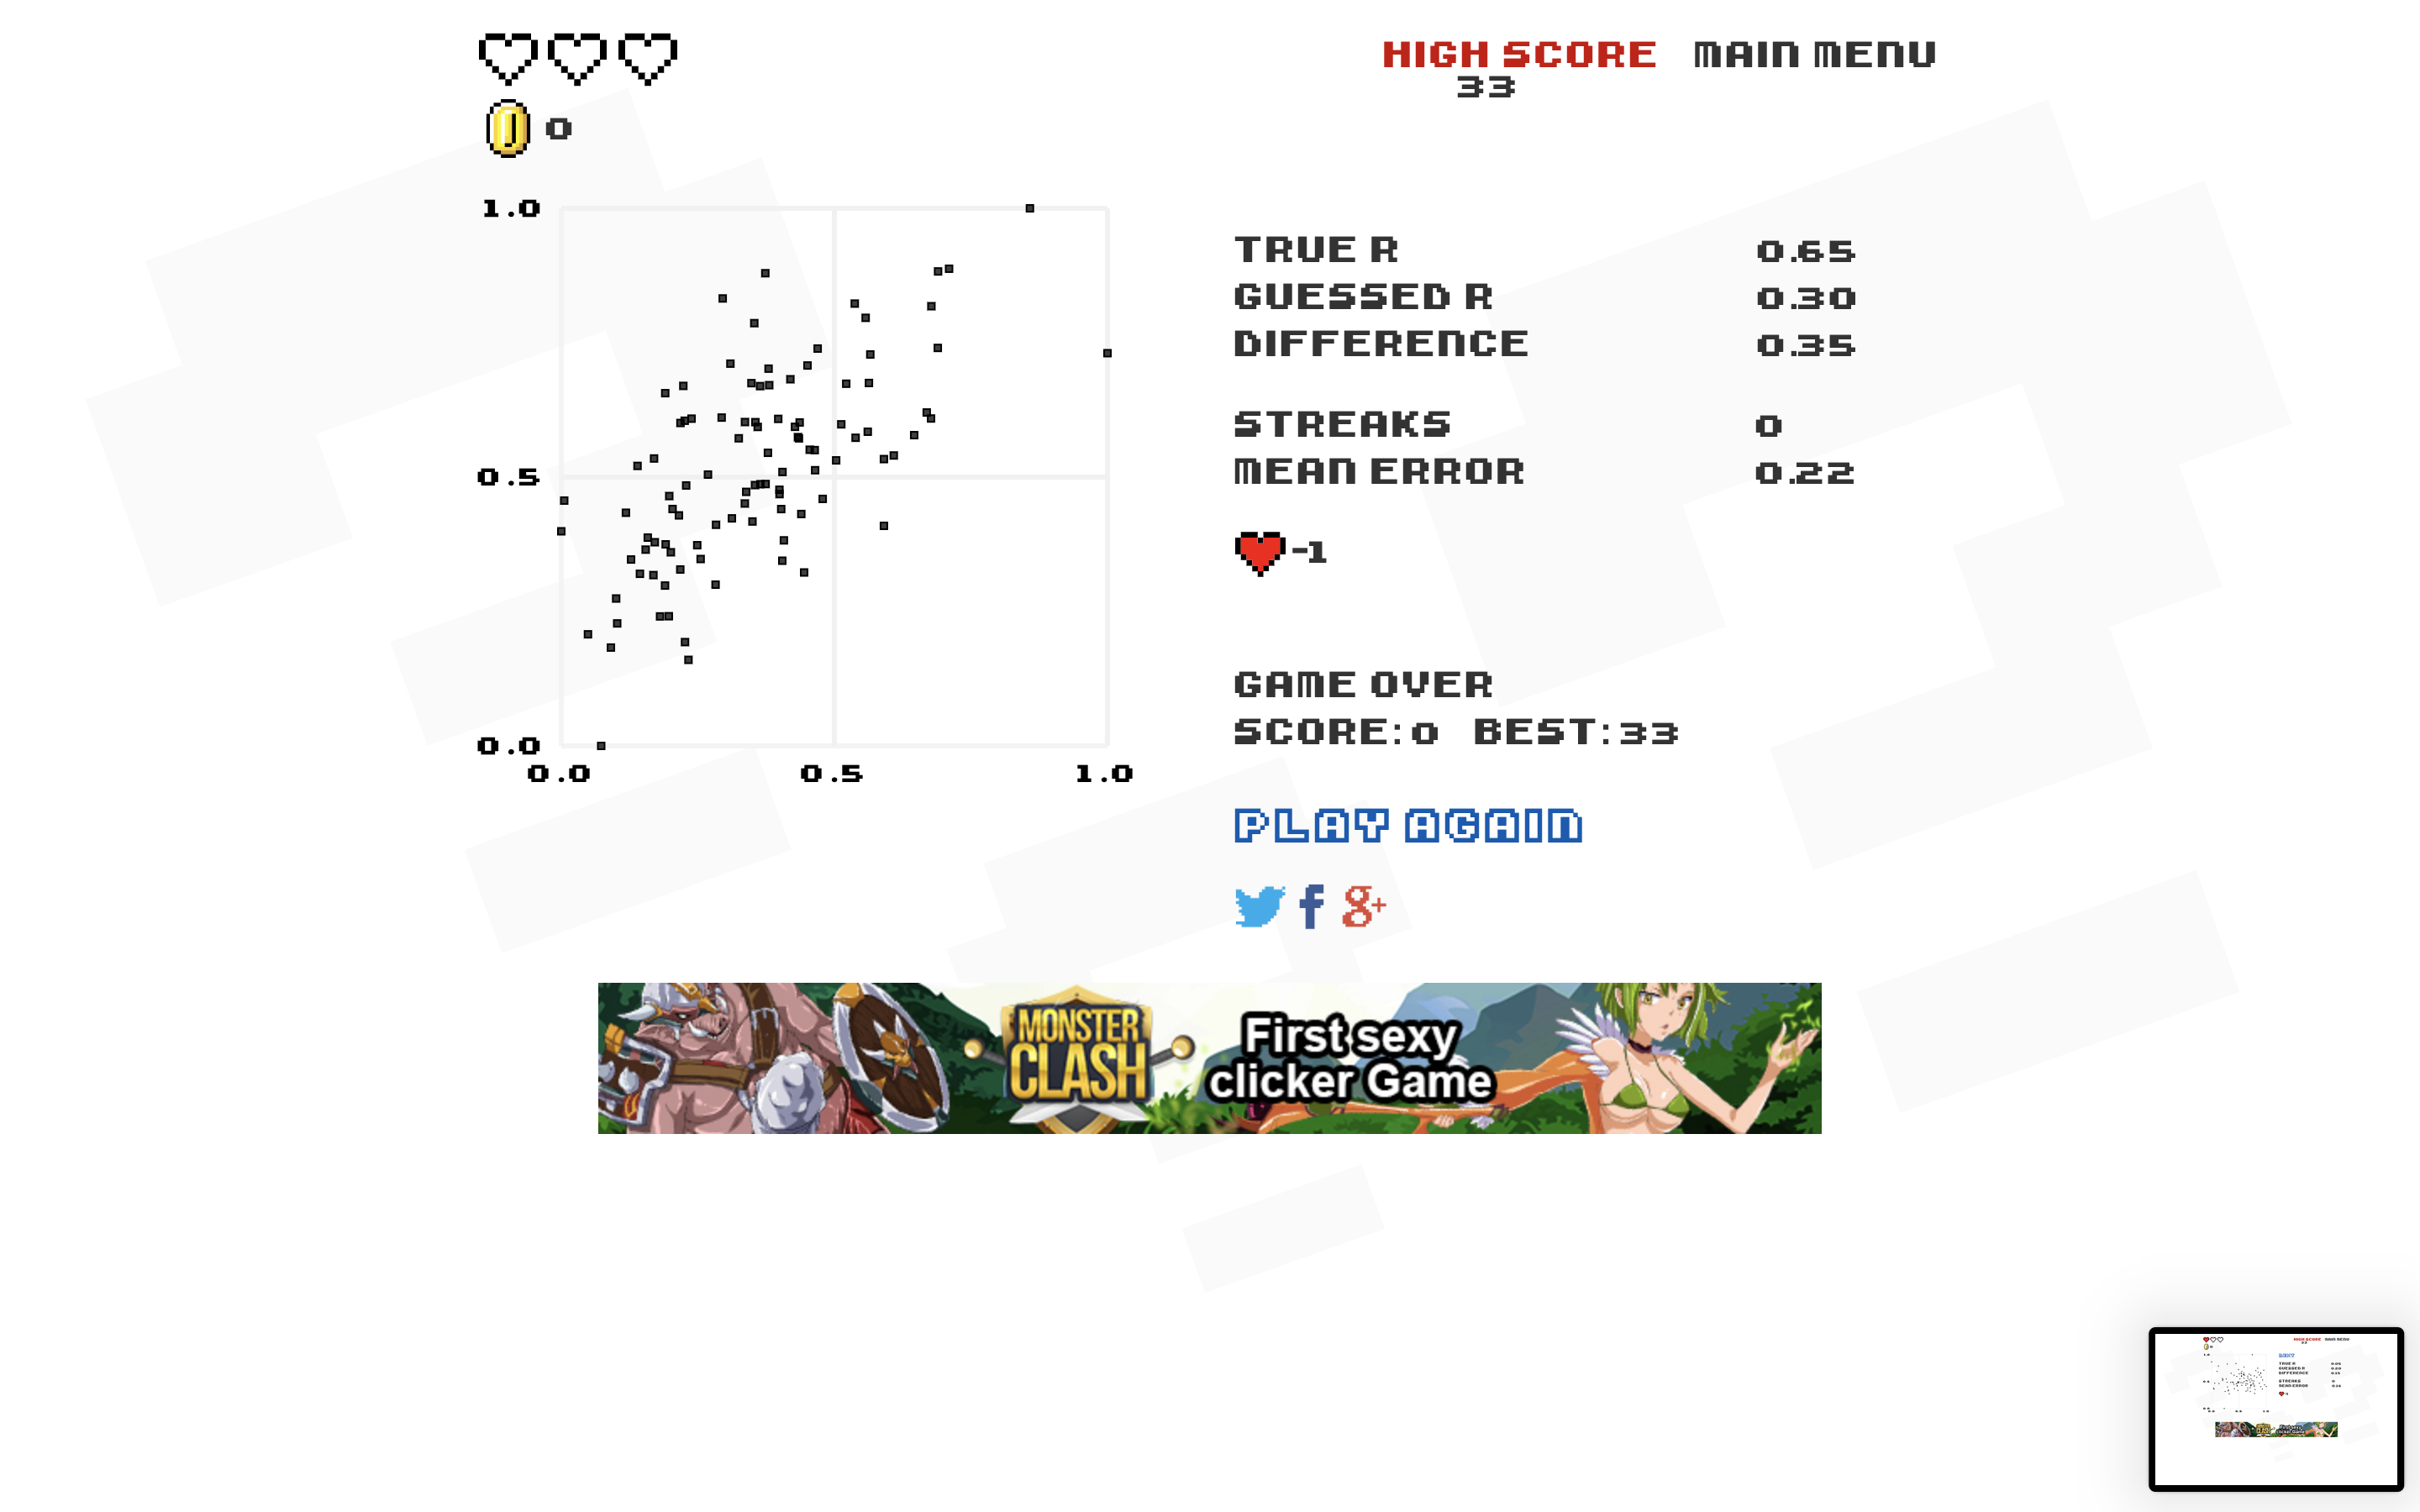 HIGH SCORE MAIN MENU
33
0
1.0
0.5
0.0
0.0 0.5 1.0
TRUE R 0.65
GUESSED R 0.30
DIFFERENCE 0.35
STREAKS 0
MEAN ERROR 0.22
-1
GAME OVER
SCORE:0 BEST:33
PLAY AGAIN
f g+
MONSTER
CLASH
First sexy
clicker Game